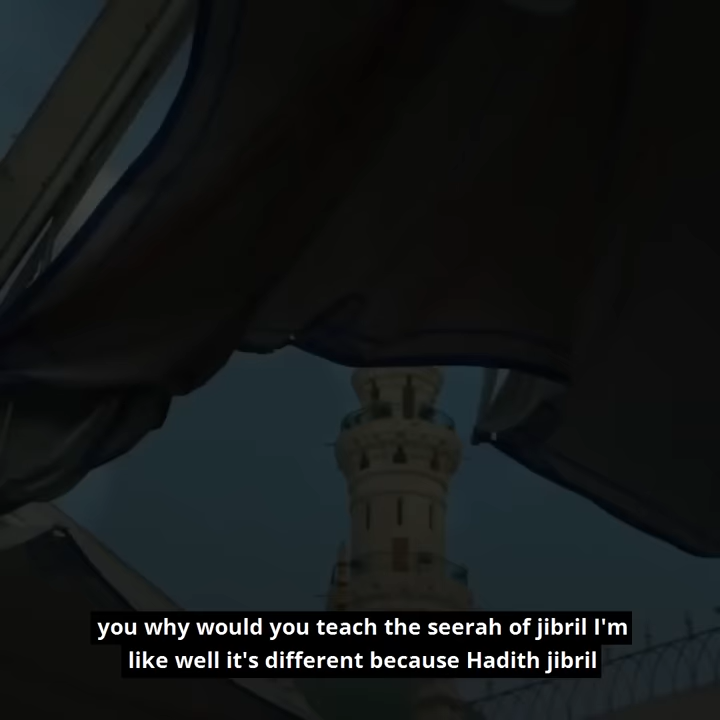 you why would you teach the seerah of jibril I'm
like well it's different because Hadith jibril